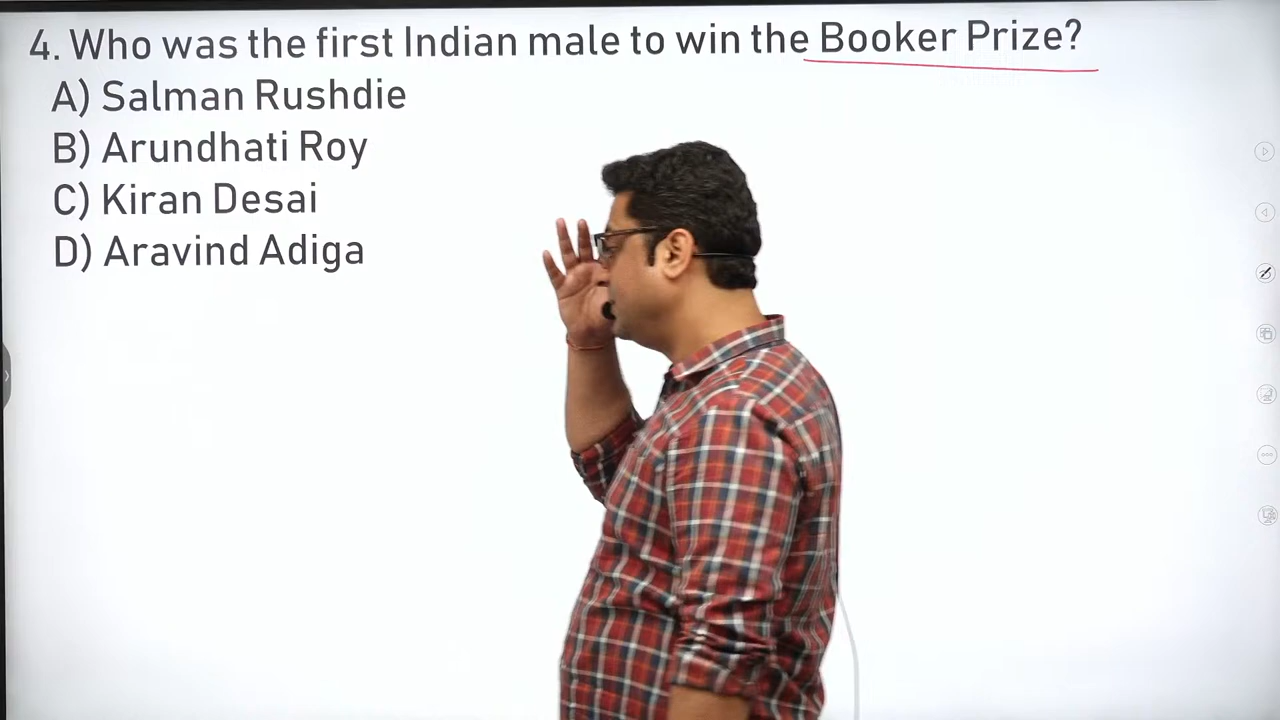 4. Who was the first Indian male to win the Booker Prize?
A) Salman Rushdie
B) Arundhati Roy
C) Kiran Desai
D) Aravind Adiga